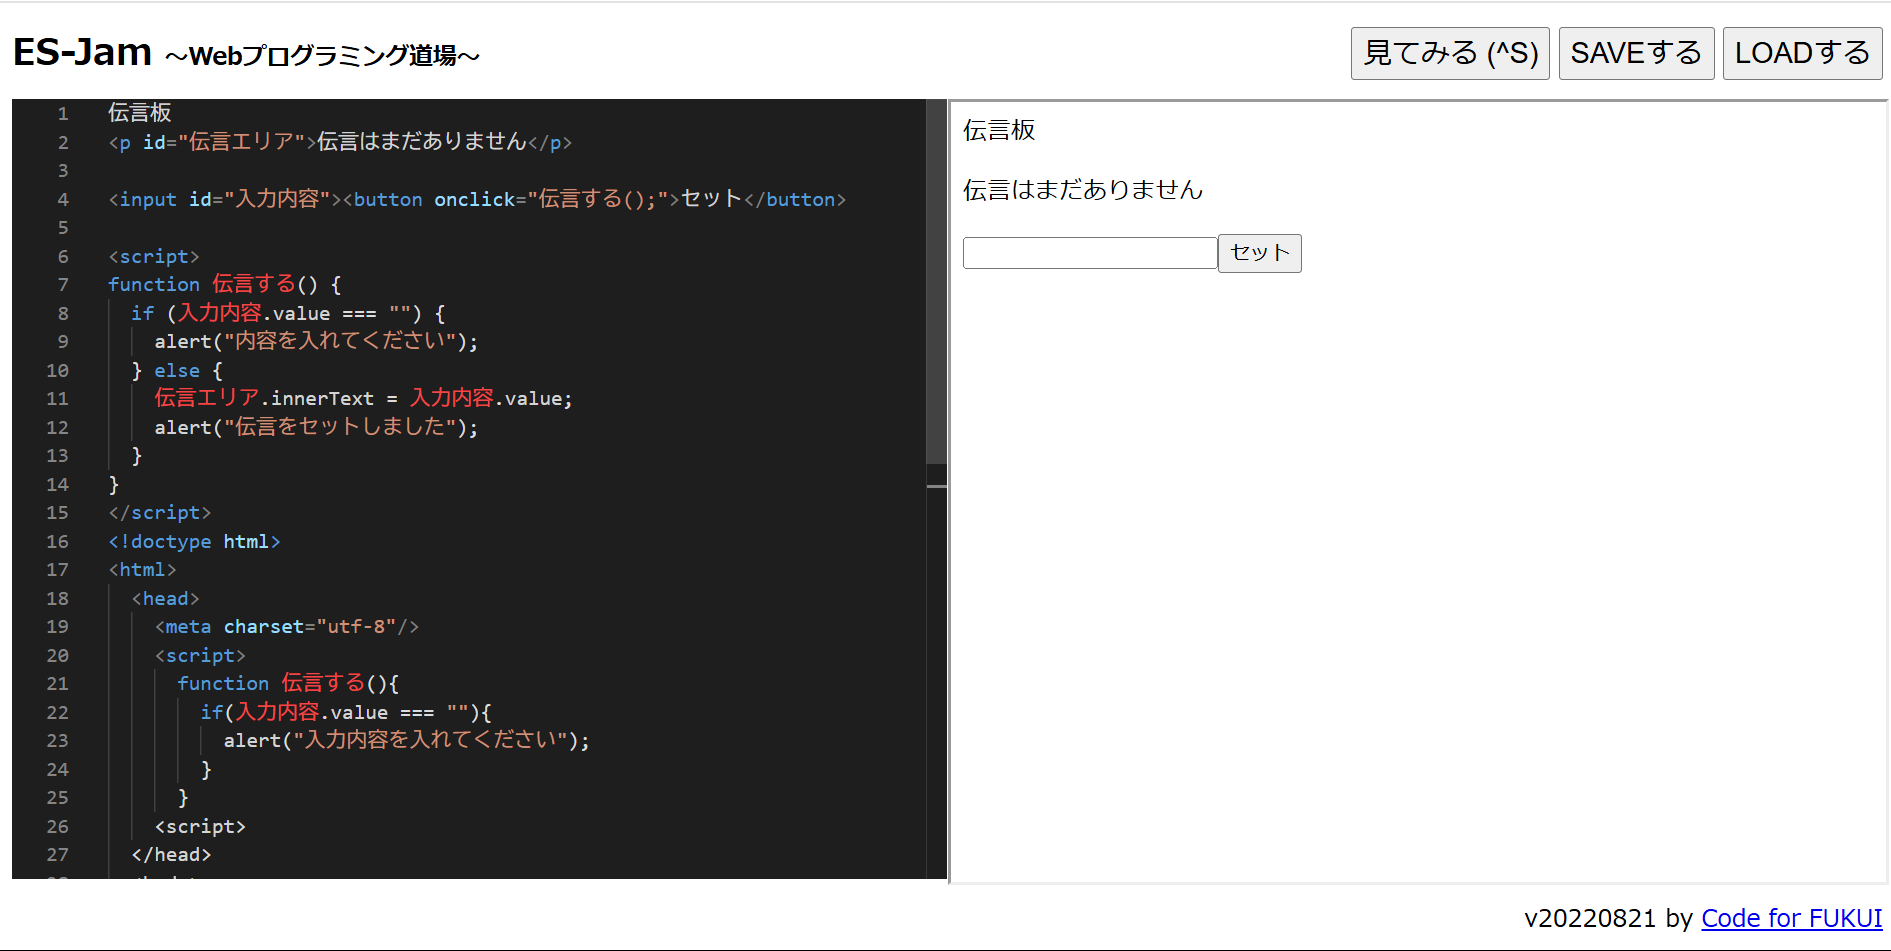 ES-Jam ～Webプログラミング道場～
見てみる (^S) SAVEする LOADする
1 伝言板
2 <p id="伝言エリア">伝言はまだありません</p>
3
4 <input id="入力内容"><button onclick="伝言する();">セット</button>
5
6 <script>
7 function 伝言する() {
8 if (入力内容.value === "") {
9 alert("内容を入れてください");
10 } else {
11 伝言エリア.innerText = 入力内容.value;
12 alert("伝言をセットしました");
13 }
14 }
15 </script>
16 <!doctype html>
17 <html>
18 <head>
19 <meta charset="utf-8"/>
20 <script>
21 function 伝言する(){
22 if(入力内容.value === ""){
23 alert("入力内容を入れてください");
24 }
25 }
26 <script>
27 </head>
伝言板
伝言はまだありません
セット
v20220821 by Code for FUKUI